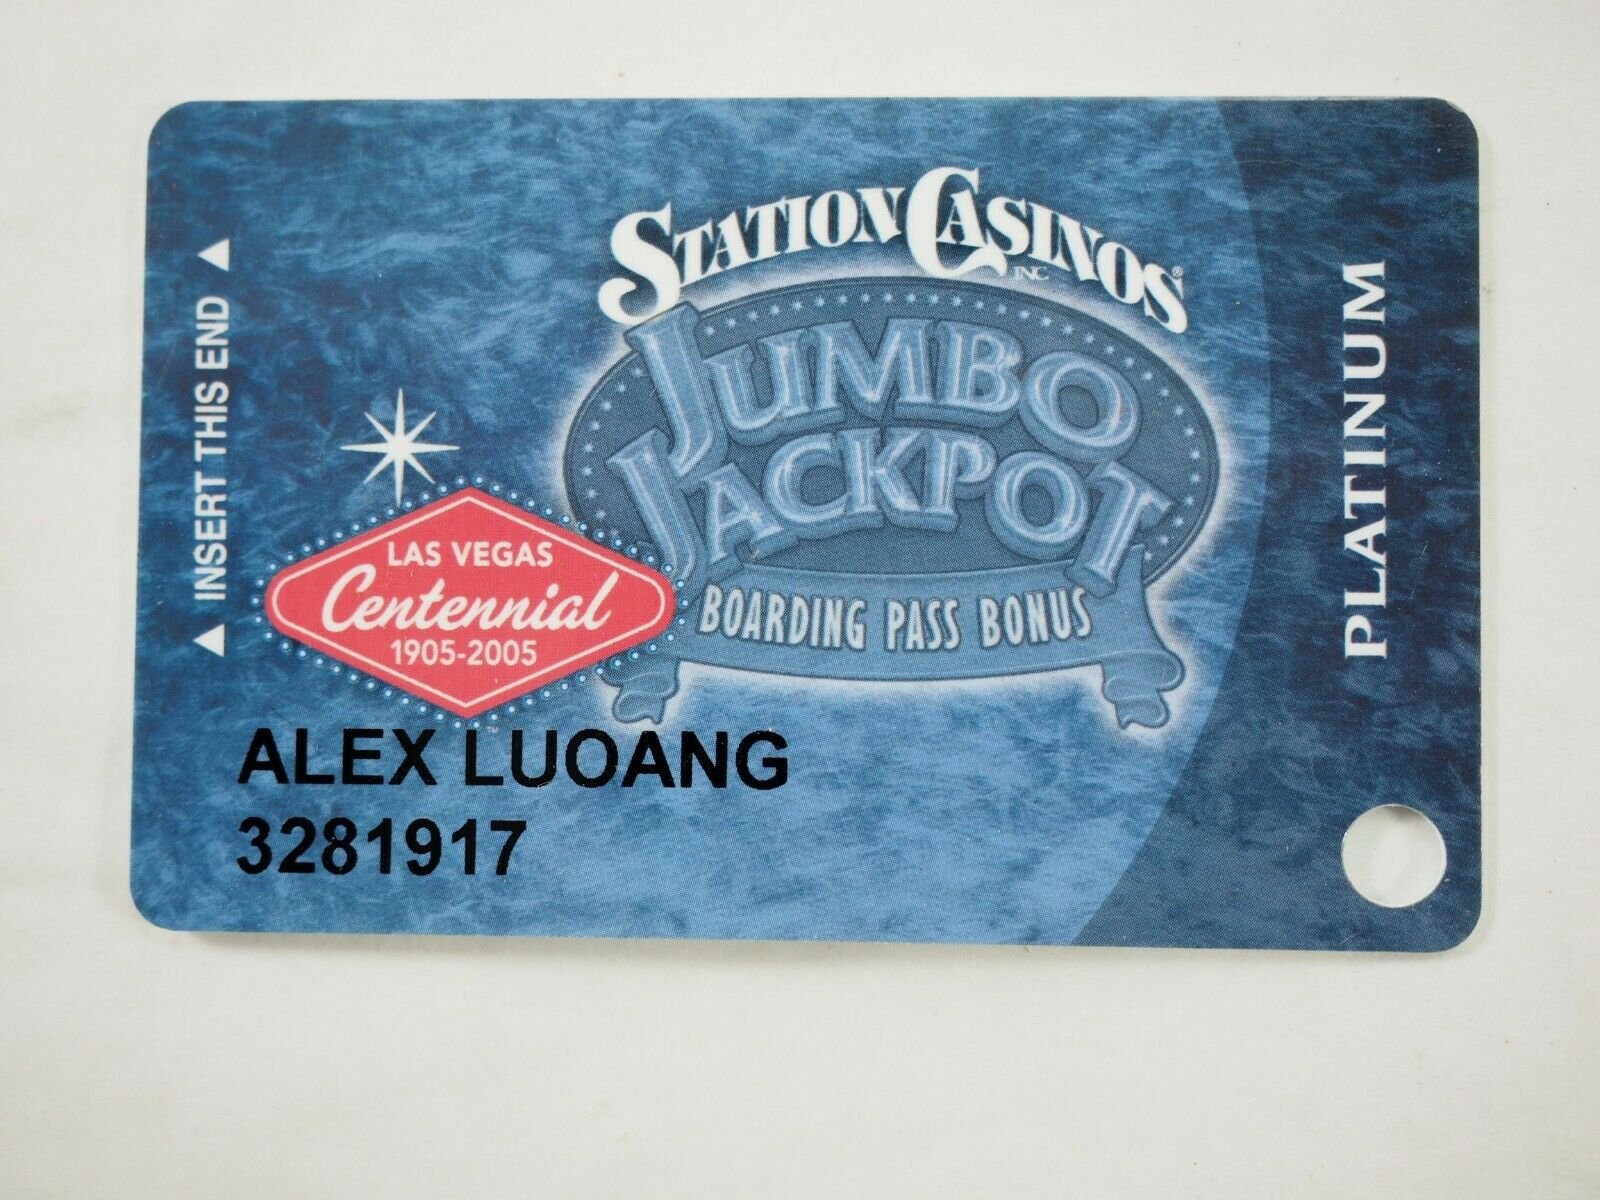 INSERT THIS END
STATION CASINOS®
INC
JUMBO
JACKPOT
BOARDING PASS BONUS
LAS VEGAS
Centennial
1905-2005
™
PLATINUM
ALEX LUOANG
3281917